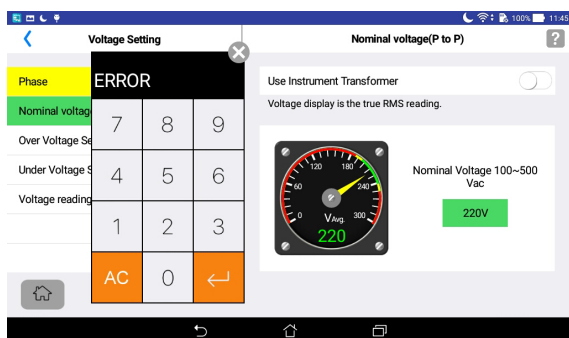 100% 11:45
Voltage Setting
Nominal voltage(P to P)
?
Phase
Nominal voltag
Over Voltage Se
Under Voltage S
Voltage reading
ERROR
7 8 9
4 5 6
1 2 3
AC 0
Use Instrument Transformer
Voltage display is the true RMS reading.
120 180
60 240
0 VAvg. 300
220
Nominal Voltage 100~500
Vac
220V